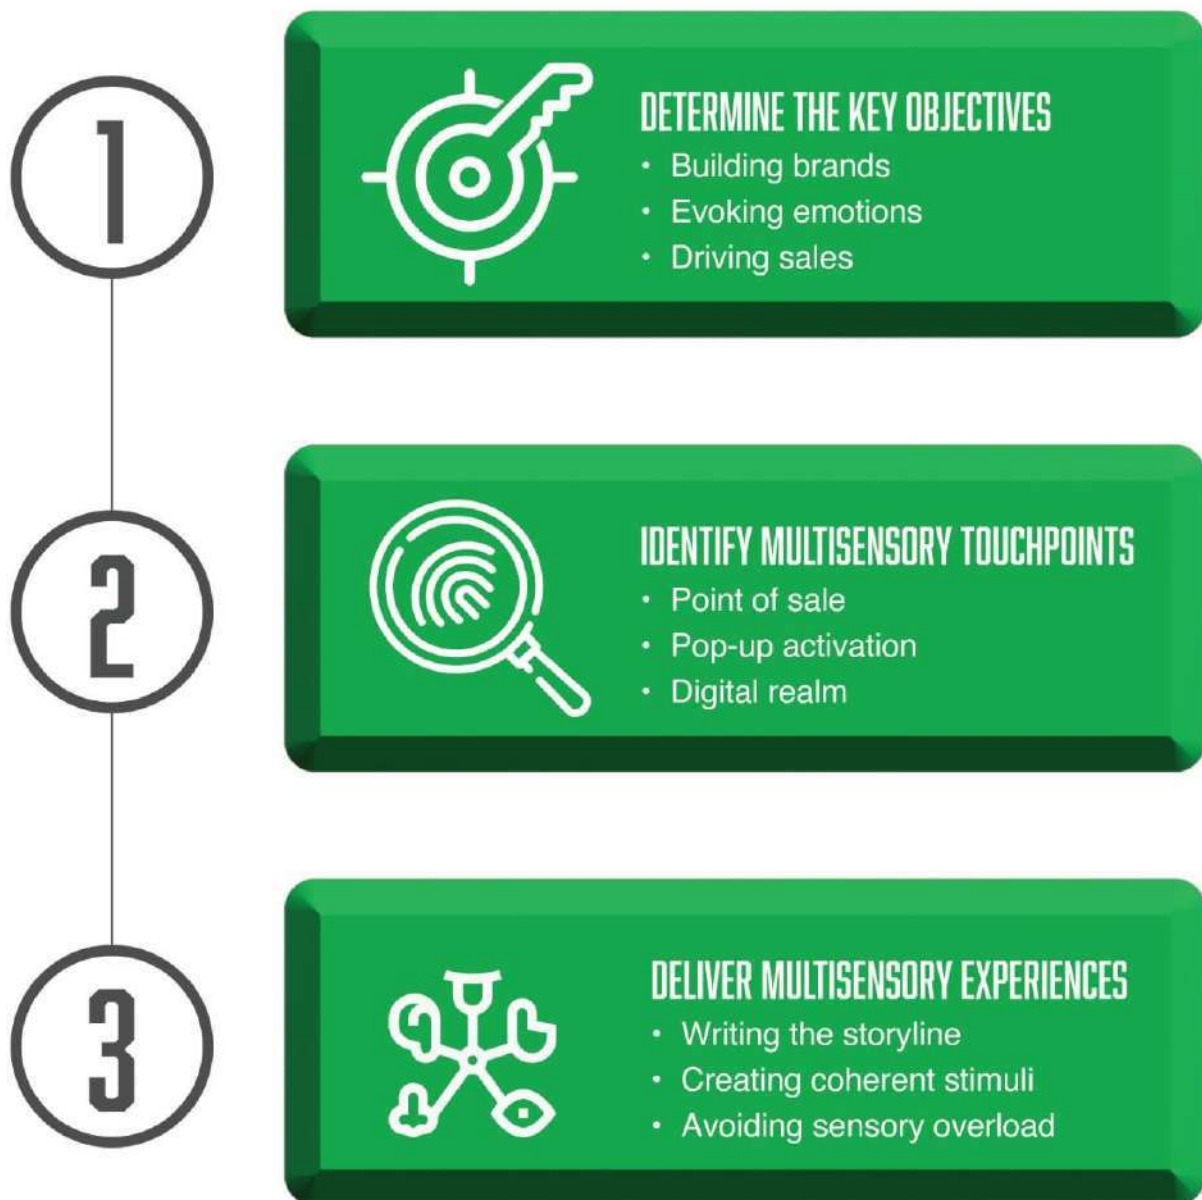 1
DETERMINE THE KEY OBJECTIVES
• Building brands
• Evoking emotions
• Driving sales
2
IDENTIFY MULTISENSORY TOUCHPOINTS
• Point of sale
• Pop-up activation
• Digital realm
3
DELIVER MULTISENSORY EXPERIENCES
• Writing the storyline
• Creating coherent stimuli
• Avoiding sensory overload